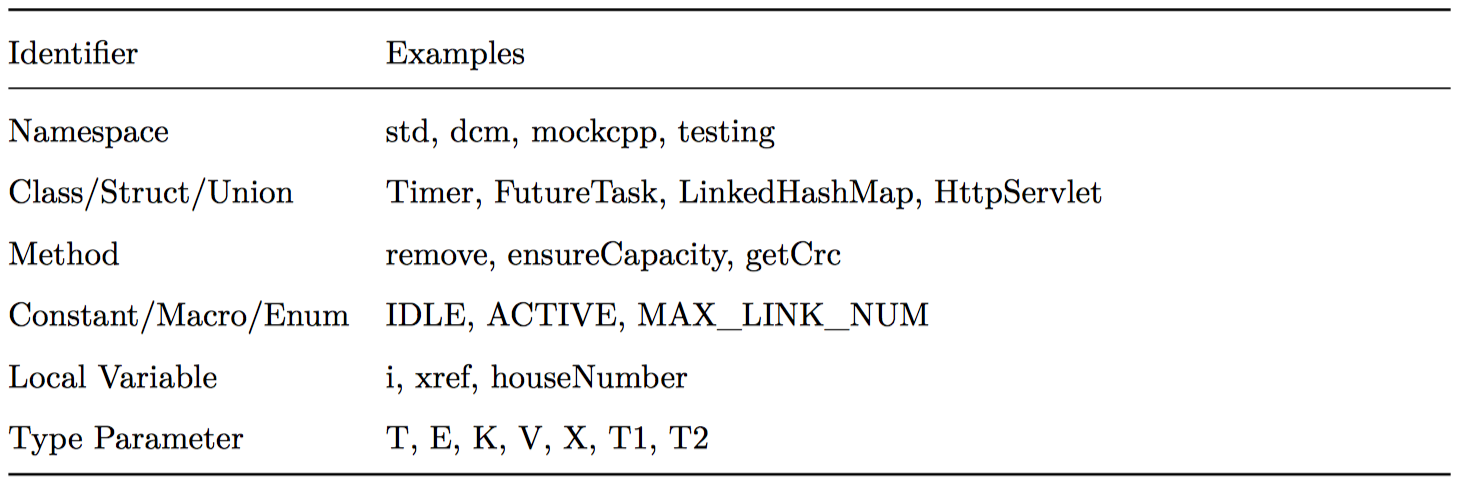 Identifier Examples
Namespace std, dcm, mockcpp, testing
Class/Struct/Union Timer, FutureTask, LinkedHashMap, HttpServlet
Method remove, ensureCapacity, getCrc
Constant/Macro/Enum IDLE, ACTIVE, MAX_LINK_NUM
Local Variable i, xref, houseNumber
Type Parameter T, E, K, V, X, T1, T2